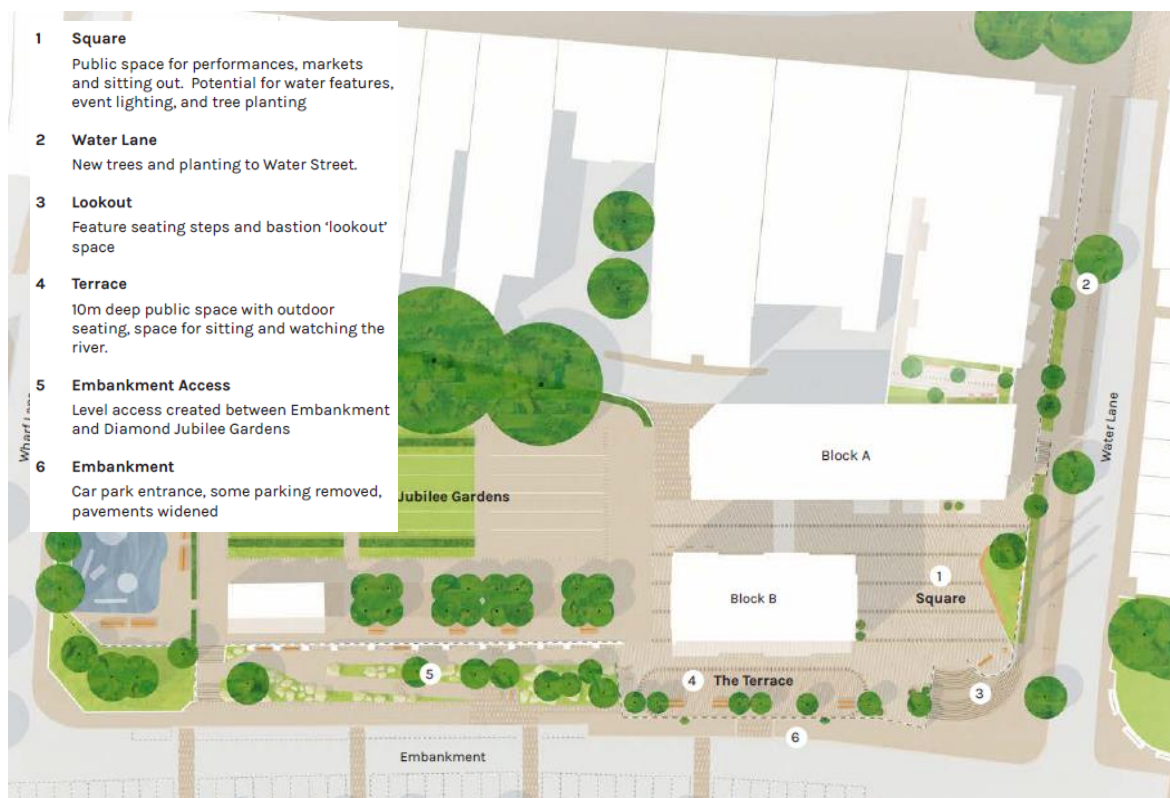 1 Square
Public space for performances, markets
and sitting out. Potential for water features,
event lighting, and tree planting
2 Water Lane
New trees and planting to Water Street.
3 Lookout
Feature seating steps and bastion ‘lookout’
space
4 Terrace
10m deep public space with outdoor
seating, space for sitting and watching the
river.
5 Embankment Access
Level access created between Embankment
and Diamond Jubilee Gardens
6 Embankment
Car park entrance, some parking removed,
pavements widened
Wharf
Jubilee Gardens
Block A
Block B
1
Square
2
Water Lane
3
4 The Terrace
5
6
Embankment